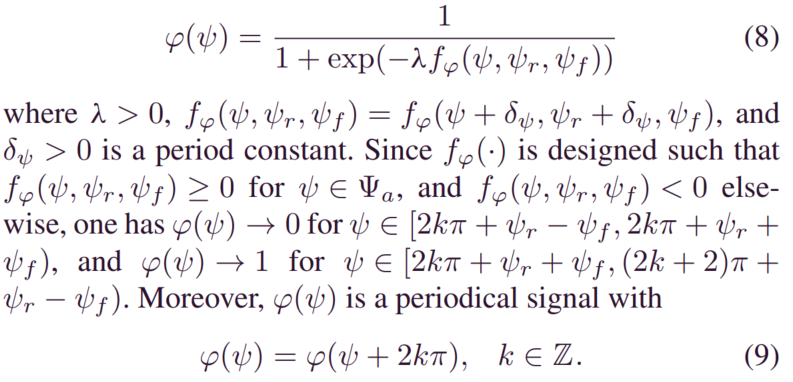 φ(ψ) = 1 / (1 + exp(−λf_φ(ψ, ψ_r, ψ_f))) (8)
where λ > 0, f_φ(ψ, ψ_r, ψ_f) = f_φ(ψ + δ_ψ, ψ_r + δ_ψ, ψ_f), and
δ_ψ > 0 is a period constant. Since f_φ(·) is designed such that
f_φ(ψ, ψ_r, ψ_f) ≥ 0 for ψ ∈ Ψ_a, and f_φ(ψ, ψ_r, ψ_f) < 0 else-
wise, one has φ(ψ) → 0 for ψ ∈ [2kπ + ψ_r − ψ_f, 2kπ + ψ_r +
ψ_f), and φ(ψ) → 1 for ψ ∈ [2kπ + ψ_r + ψ_f, (2k + 2)π +
ψ_r − ψ_f). Moreover, φ(ψ) is a periodical signal with
φ(ψ) = φ(ψ + 2kπ), k ∈ ℤ. (9)